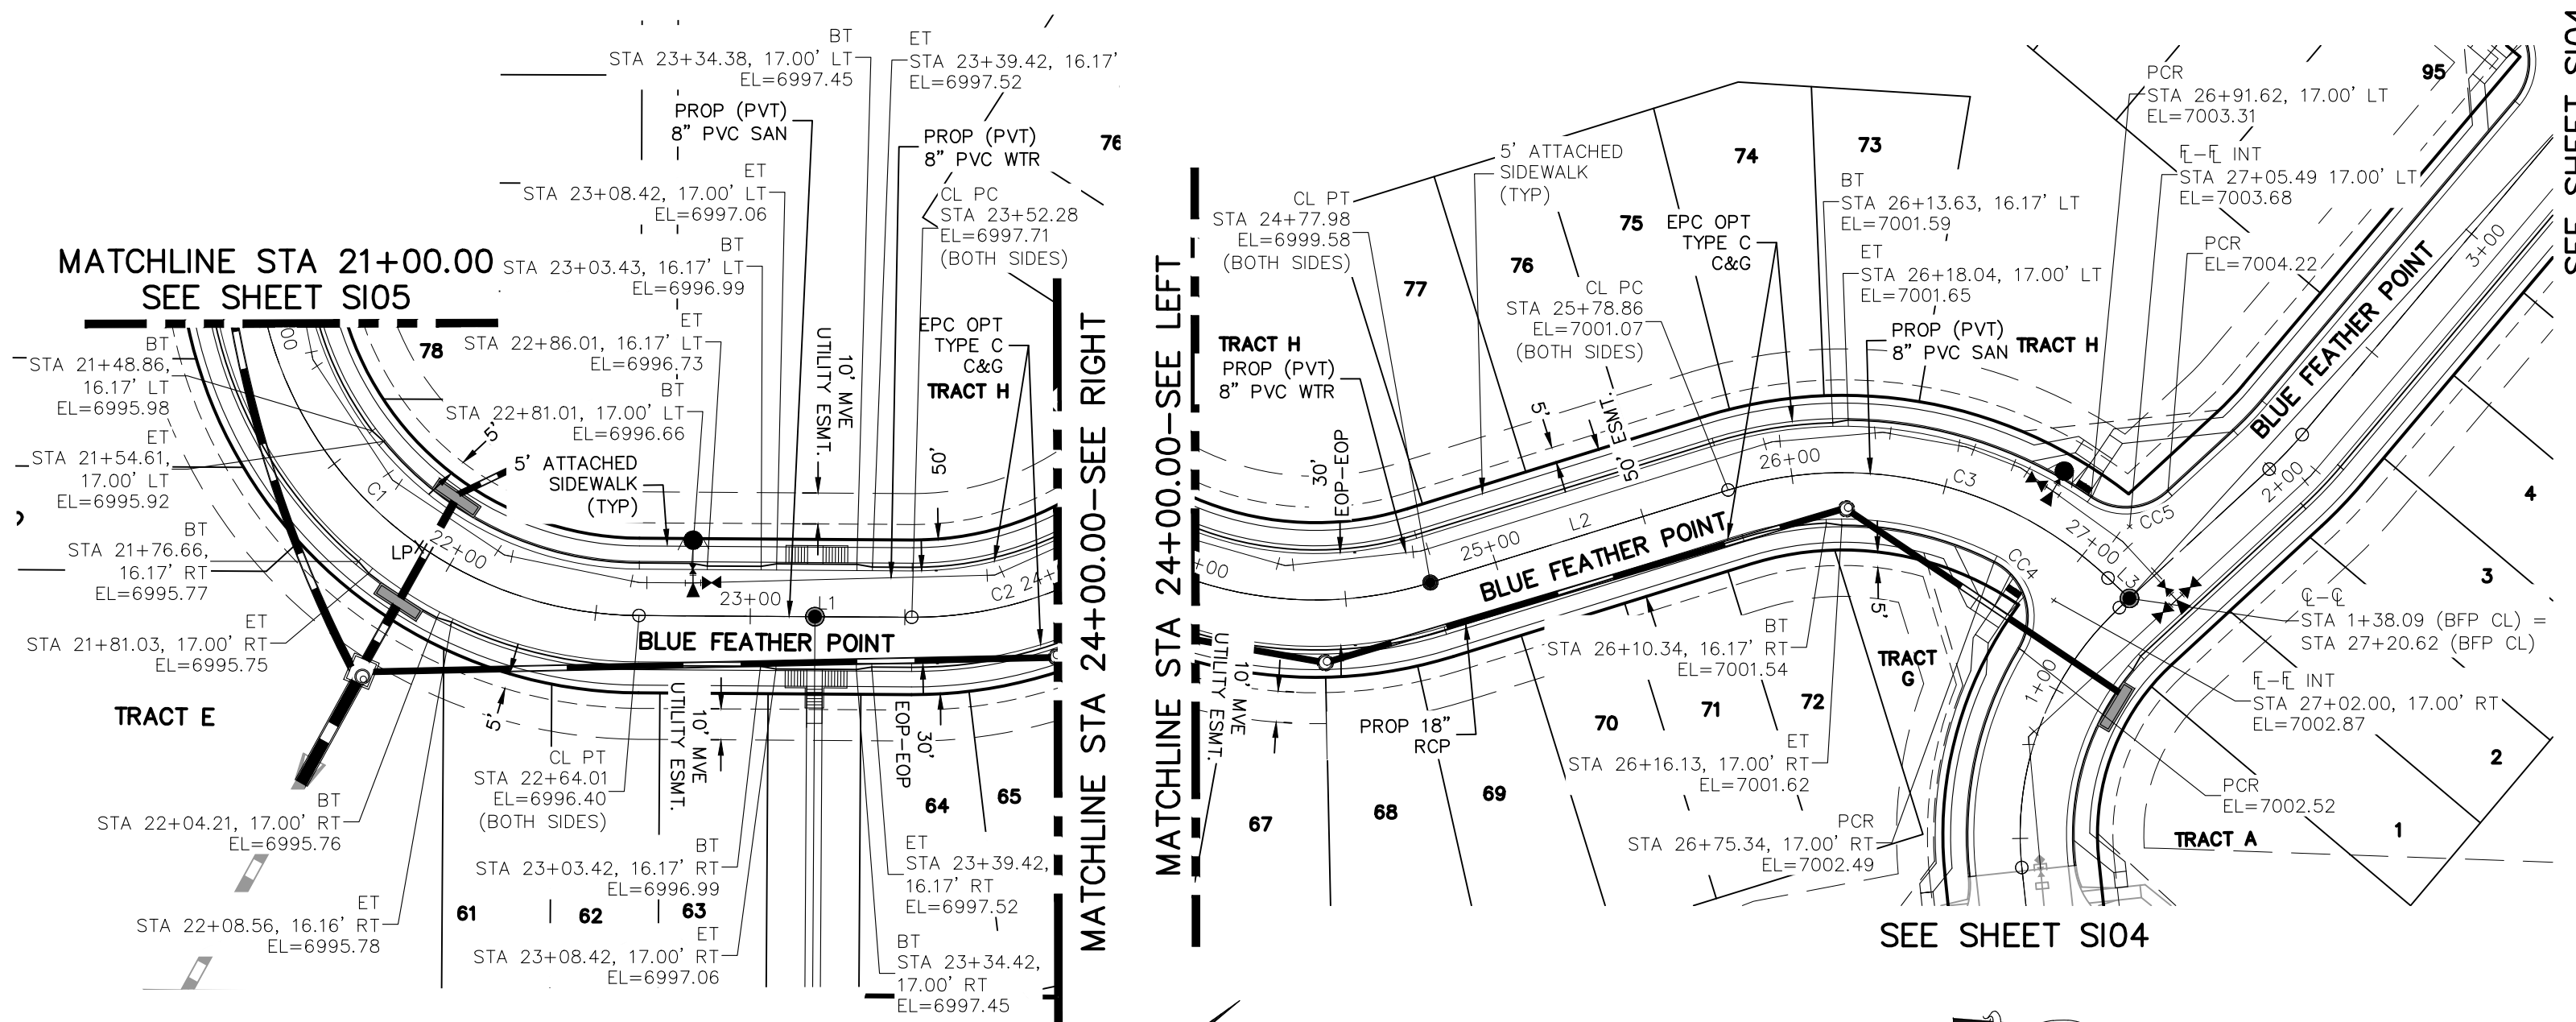 BT
STA 23+34.38, 17.00' LT
EL=6997.45
ET
STA 23+39.42, 16.17'
EL=6997.52
PROP (PVT)
8" PVC SAN
PROP (PVT)
8" PVC WTR
76
ET
STA 23+08.42, 17.00' LT
EL=6997.06
CL PC
STA 23+52.28
EL=6997.71
(BOTH SIDES)
BT
STA 23+03.43, 16.17' LT
EL=6996.99
MATCHLINE STA 21+00.00
SEE SHEET SI05
ET
STA 22+86.01, 16.17' LT
EL=6996.73
BT
STA 22+81.01, 17.00' LT
EL=6996.66
78
EPC OPT
TYPE C
C&G
TRACT H
10' MVE
UTILITY ESMT.
50'
5'
5' ATTACHED
SIDEWALK
(TYP)
BT
STA 21+48.86,
16.17' LT
EL=6995.98
ET
STA 21+54.61,
17.00' LT
EL=6995.92
BT
STA 21+76.66,
16.17' RT
EL=6995.77
ET
STA 21+81.03, 17.00' RT
EL=6995.75
00
C1
LP
22+00
23+00
L1
C2
24+
BLUE FEATHER POINT
TRACT E
5'
10' MVE
UTILITY ESMT.
30'
EOP-EOP
CL PT
STA 22+64.01
EL=6996.40
(BOTH SIDES)
BT
STA 22+04.21, 17.00' RT
EL=6995.76
ET
STA 22+08.56, 16.16' RT
EL=6995.78
BT
STA 23+03.42, 16.17' RT
EL=6996.99
ET
STA 23+08.42, 17.00' RT
EL=6997.06
61
62
63
64
65
ET
STA 23+39.42,
16.17' RT
EL=6997.52
BT
STA 23+34.42,
17.00' RT
EL=6997.45
MATCHLINE STA 24+00.00-SEE RIGHT
MATCHLINE STA 24+00.00-SEE LEFT
CL PT
STA 24+77.98
EL=6999.58
(BOTH SIDES)
5' ATTACHED
SIDEWALK
(TYP)
74
73
75
76
77
EPC OPT
TYPE C
C&G
BT
STA 26+13.63, 16.17' LT
EL=7001.59
ET
STA 26+18.04, 17.00' LT
EL=7001.65
CL PC
STA 25+78.86
EL=7001.07
(BOTH SIDES)
TRACT H
PROP (PVT)
8" PVC WTR
PROP (PVT)
8" PVC SAN
TRACT H
PCR
STA 26+91.62, 17.00' LT
EL=7003.31
95
FL-FL INT
STA 27+05.49 17.00' LT
EL=7003.68
PCR
EL=7004.22
SEE SHEET SI04
BLUE FEATHER POINT
3+00
2+00
5'
50' ESMT.
30'
EOP-EOP
+00
25+00
L2
26+00
C3
BLUE FEATHER POINT
27+00
L3
CC5
CC4
1+00
4
3
2
1
CL-CL
STA 1+38.09 (BFP CL) =
STA 27+20.62 (BFP CL)
FL-FL INT
STA 27+02.00, 17.00' RT
EL=7002.87
PCR
EL=7002.52
TRACT A
5'
TRACT
G
BT
STA 26+10.34, 16.17' RT
EL=7001.54
10' MVE
UTILITY ESMT.
PROP 18"
RCP
70
71
72
ET
STA 26+16.13, 17.00' RT
EL=7001.62
67
68
69
PCR
STA 26+75.34, 17.00' RT
EL=7002.49
SEE SHEET SI04